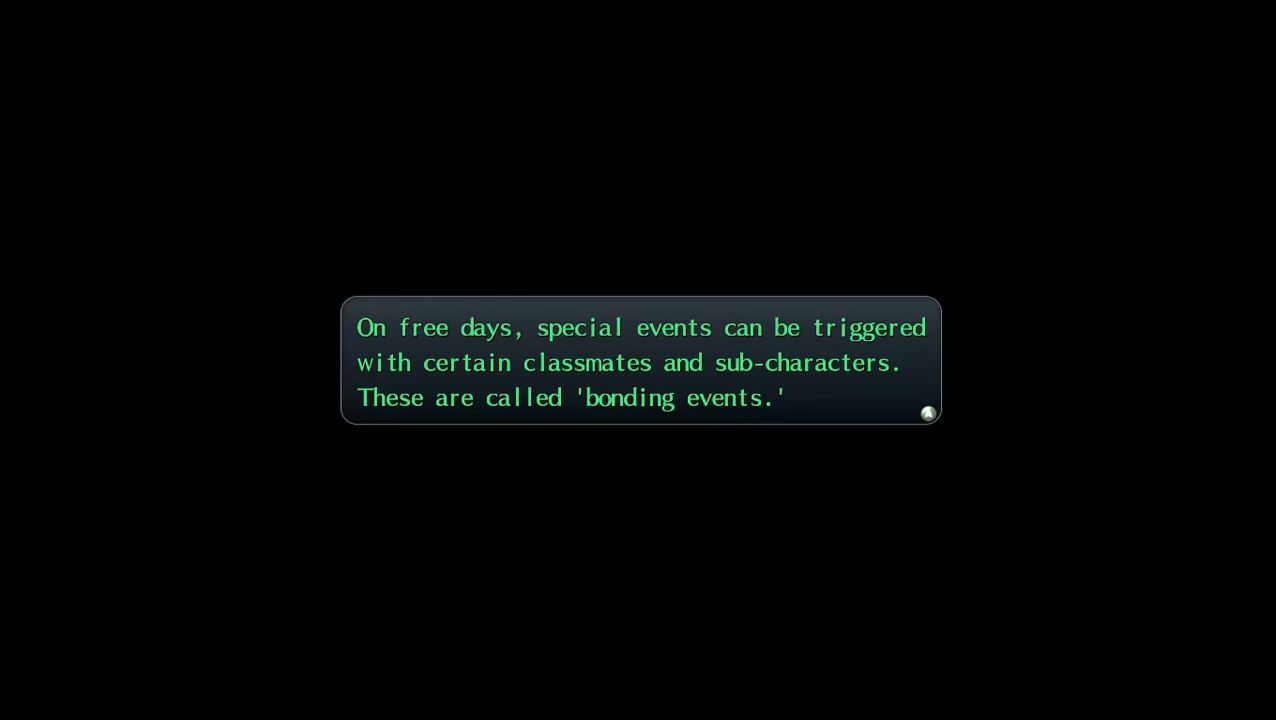 On free days, special events can be triggered
with certain classmates and sub-characters.
These are called 'bonding events.'
A